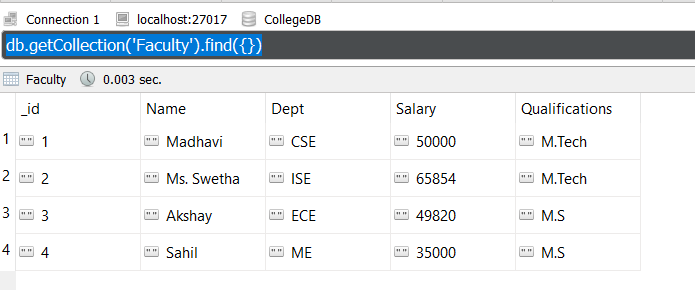 Connection 1 localhost:27017 CollegeDB
db.getCollection('Faculty').find({})
Faculty 0.003 sec.
_id Name Dept Salary Qualifications
1 "" 1 "" Madhavi "" CSE "" 50000 "" M.Tech
2 "" 2 "" Ms. Swetha "" ISE "" 65854 "" M.Tech
3 "" 3 "" Akshay "" ECE "" 49820 "" M.S
4 "" 4 "" Sahil "" ME "" 35000 "" M.S